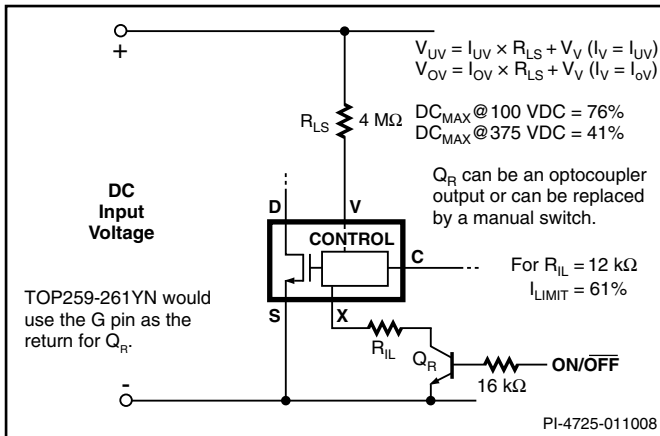 +
V_UV = I_UV × R_LS + V_V (I_V = I_UV)
V_OV = I_OV × R_LS + V_V (I_V = I_oV)
R_LS
4 MΩ
DC_MAX@100 VDC = 76%
DC_MAX@375 VDC = 41%
DC
Input
Voltage
Q_R can be an optocoupler
output or can be replaced
by a manual switch.
D
V
CONTROL
C
For R_IL = 12 kΩ
I_LIMIT = 61%
TOP259-261YN would
use the G pin as the
return for Q_R.
S
X
R_IL
Q_R
16 kΩ
ON/O̅F̅F̅
-
PI-4725-011008